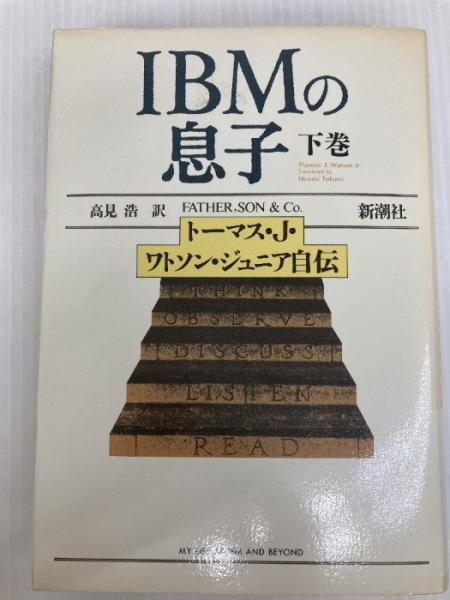 IBMの
息子 下巻
Thomas J. Watson Jr.
Translated by
Hiroshi Takami
高見 浩 訳 FATHER, SON & Co. 新潮社
トーマス・J・
ワトソン・ジュニア自伝
THINK
OBSERVE
DISCUSS
LISTEN
READ
MY LIFE AT IBM AND BEYOND